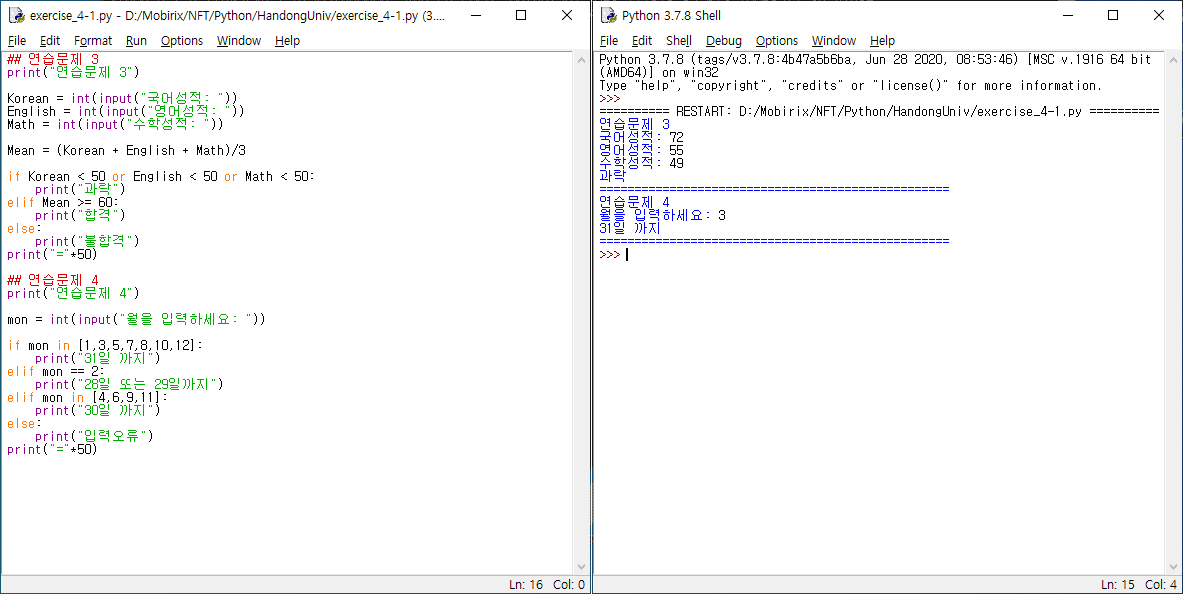 exercise_4-1.py - D:/Mobirix/NFT/Python/HandongUniv/exercise_4-1.py (3....
File Edit Format Run Options Window Help
## 연습문제 3
print("연습문제 3")
Korean = int(input("국어성적: "))
English = int(input("영어성적: "))
Math = int(input("수학성적: "))
Mean = (Korean + English + Math)/3
if Korean < 50 or English < 50 or Math < 50:
    print("과락")
elif Mean >= 60:
    print("합격")
else:
    print("불합격")
print("="*50)
## 연습문제 4
print("연습문제 4")
mon = int(input("월을 입력하세요: "))
if mon in [1,3,5,7,8,10,12]:
    print("31일 까지")
elif mon == 2:
    print("28일 또는 29일까지")
elif mon in [4,6,9,11]:
    print("30일 까지")
else:
    print("입력오류")
print("="*50)
Ln: 16 Col: 0
Python 3.7.8 Shell
File Edit Shell Debug Options Window Help
Python 3.7.8 (tags/v3.7.8:4b47a5b6ba, Jun 28 2020, 08:53:46) [MSC v.1916 64 bit
(AMD64)] on win32
Type "help", "copyright", "credits" or "license()" for more information.
>>>
========== RESTART: D:/Mobirix/NFT/Python/HandongUniv/exercise_4-1.py ==========
연습문제 3
국어성적: 72
영어성적: 55
수학성적: 49
과락
==================================================
연습문제 4
월을 입력하세요: 3
31일 까지
==================================================
>>>
Ln: 15 Col: 4